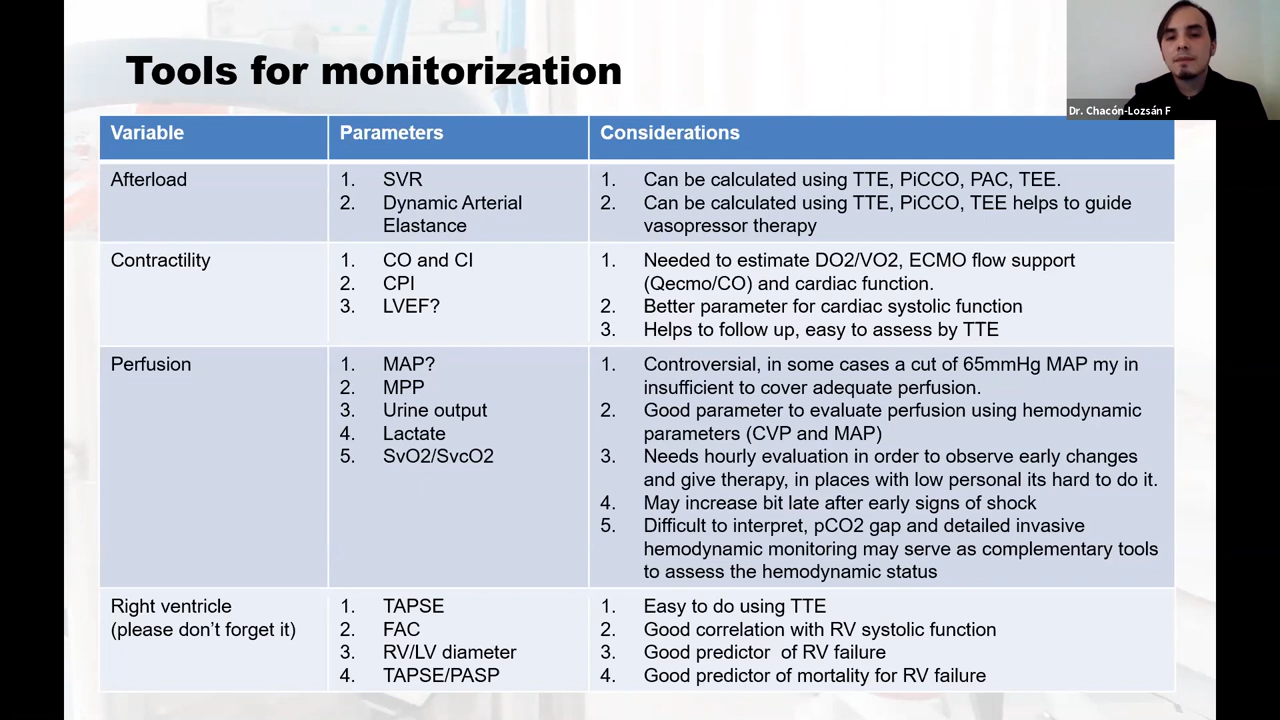 Tools for monitorization
Dr. Chacón-Lozsán F
Variable
Parameters
Considerations
Afterload
1. SVR
2. Dynamic Arterial
Elastance
1. Can be calculated using TTE, PiCCO, PAC, TEE.
2. Can be calculated using TTE, PiCCO, TEE helps to guide
vasopressor therapy
Contractility
1. CO and CI
2. CPI
3. LVEF?
1. Needed to estimate DO2/VO2, ECMO flow support
(Qecmo/CO) and cardiac function.
2. Better parameter for cardiac systolic function
3. Helps to follow up, easy to assess by TTE
Perfusion
1. MAP?
2. MPP
3. Urine output
4. Lactate
5. SvO2/SvcO2
1. Controversial, in some cases a cut of 65mmHg MAP my in
insufficient to cover adequate perfusion.
2. Good parameter to evaluate perfusion using hemodynamic
parameters (CVP and MAP)
3. Needs hourly evaluation in order to observe early changes
and give therapy, in places with low personal its hard to do it.
4. May increase bit late after early signs of shock
5. Difficult to interpret, pCO2 gap and detailed invasive
hemodynamic monitoring may serve as complementary tools
to assess the hemodynamic status
Right ventricle
(please don’t forget it)
1. TAPSE
2. FAC
3. RV/LV diameter
4. TAPSE/PASP
1. Easy to do using TTE
2. Good correlation with RV systolic function
3. Good predictor of RV failure
4. Good predictor of mortality for RV failure